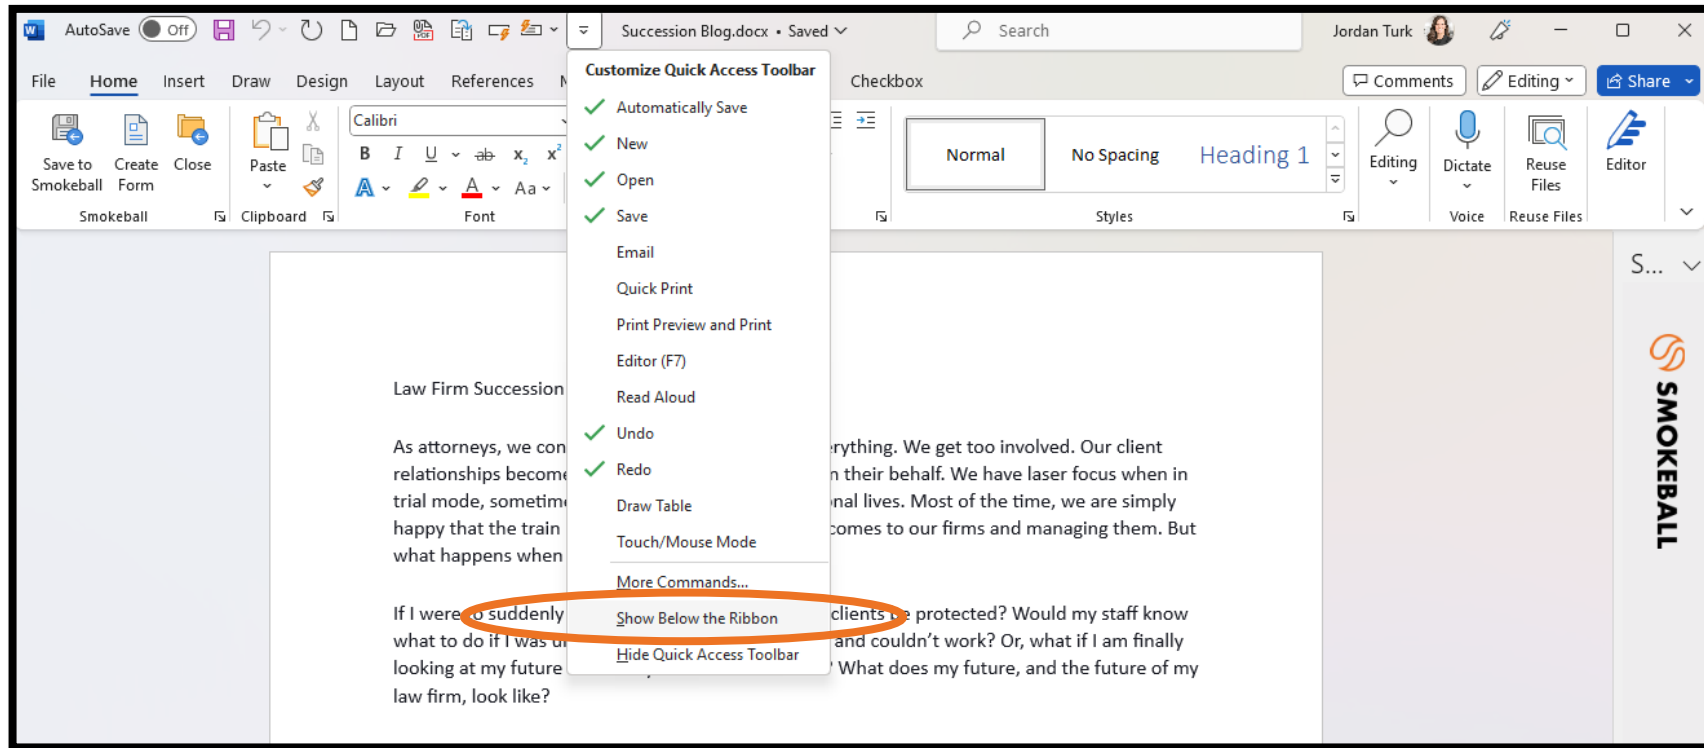 AutoSave Off Succession Blog.docx • Saved Search Jordan Turk
File Home Insert Draw Design Layout References Checkbox Comments Editing Share
Customize Quick Access Toolbar
Automatically Save
New
Open
Save
Email
Quick Print
Print Preview and Print
Editor (F7)
Read Aloud
Undo
Redo
Draw Table
Touch/Mouse Mode
More Commands...
Show Below the Ribbon
Hide Quick Access Toolbar
Save to Smokeball
Create Form
Close
Smokeball
Paste
Clipboard
Calibri
B I U ab x₂ x²
A A Aa
Font
Normal No Spacing Heading 1
Styles
Editing
Dictate
Voice
Reuse Files
Reuse Files
Editor
S...
SMOKEBALL
Law Firm Succession
As attorneys, we rything. We get too involved. Our client
relationships become n their behalf. We have laser focus when in
trial mode, lives. Most of the time, we are simply
happy that the train comes to our firms and managing them. But
what happens when
If I were suddenly clients protected? Would my staff know
what to do if I was and couldn’t work? Or, what if I am finally
looking at my future ? What does my future, and the future of my
law firm, look like?